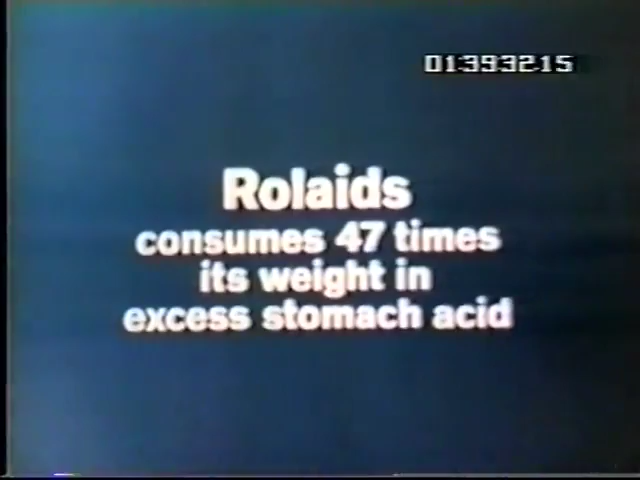 01393215
Rolaids
consumes 47 times
its weight in
excess stomach acid